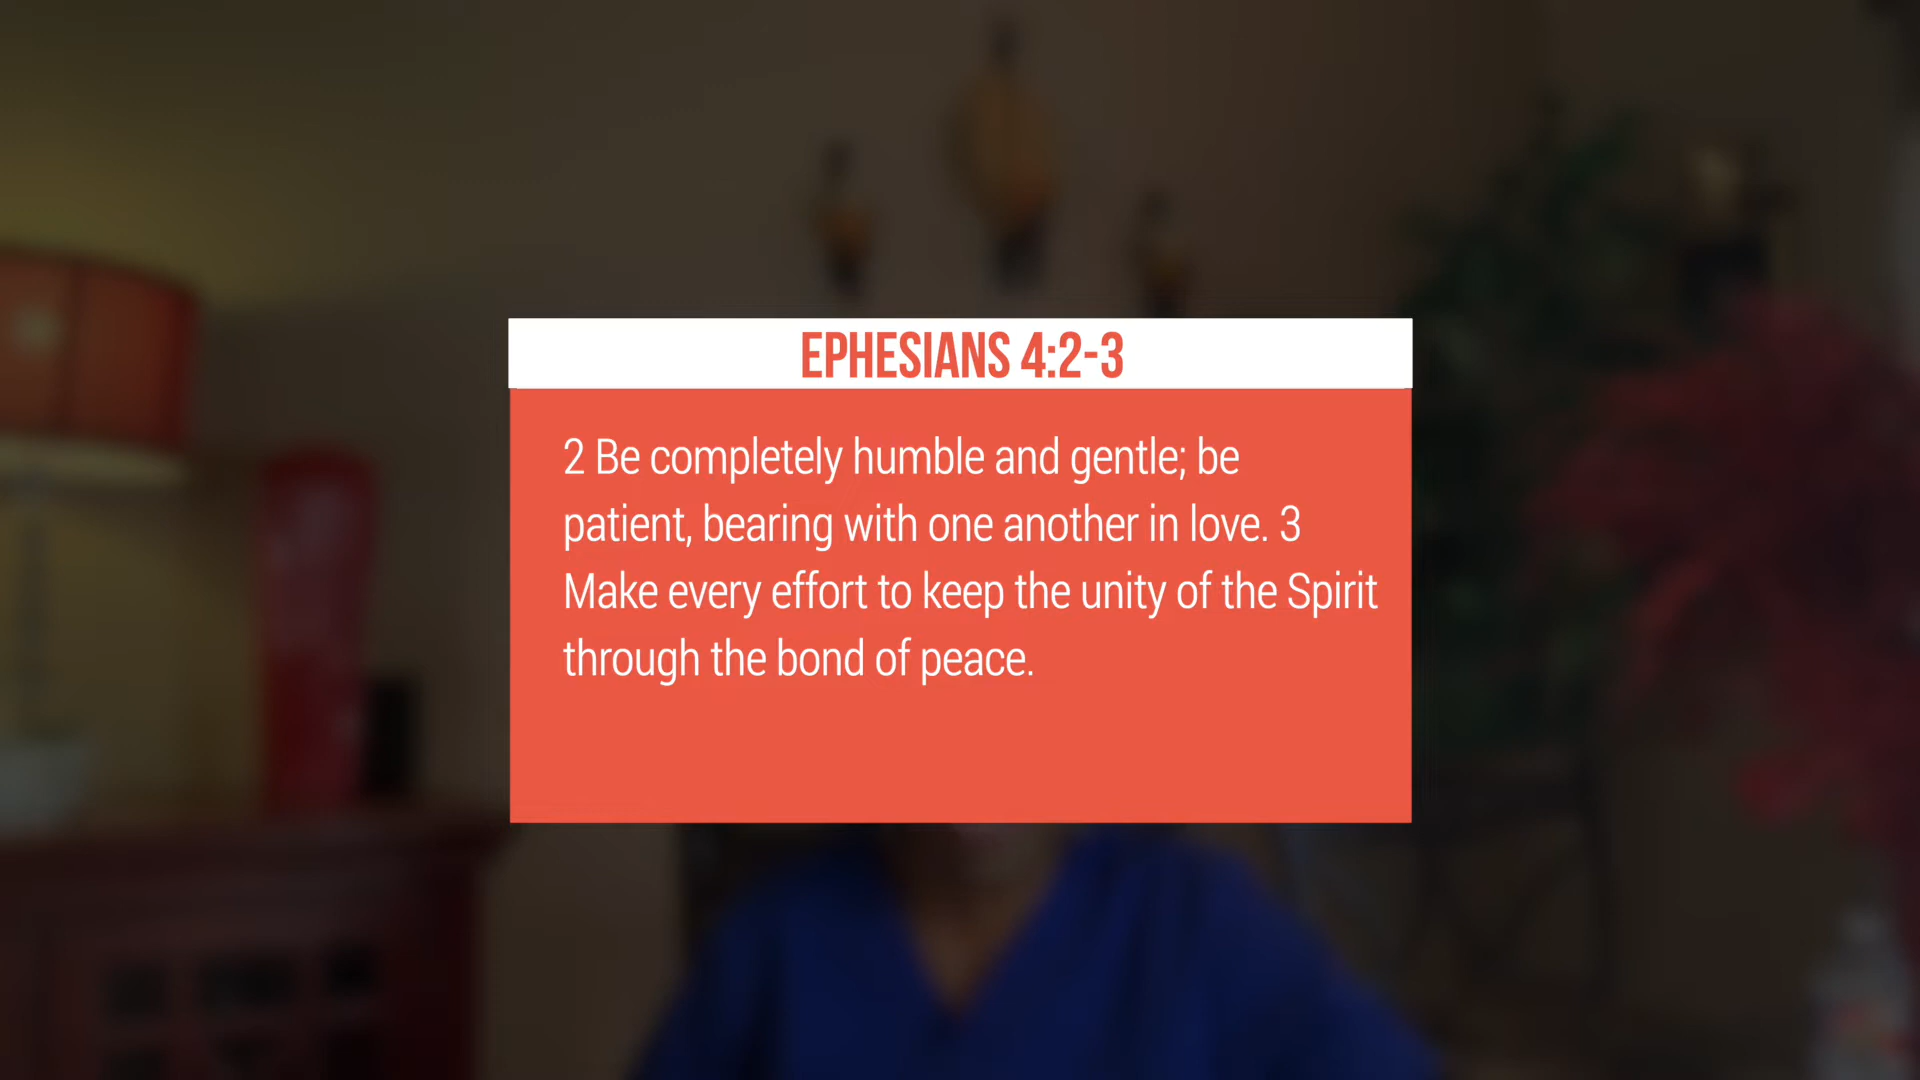 EPHESIANS 4:2-3
2 Be completely humble and gentle; be
patient, bearing with one another in love. 3
Make every effort to keep the unity of the Spirit
through the bond of peace.